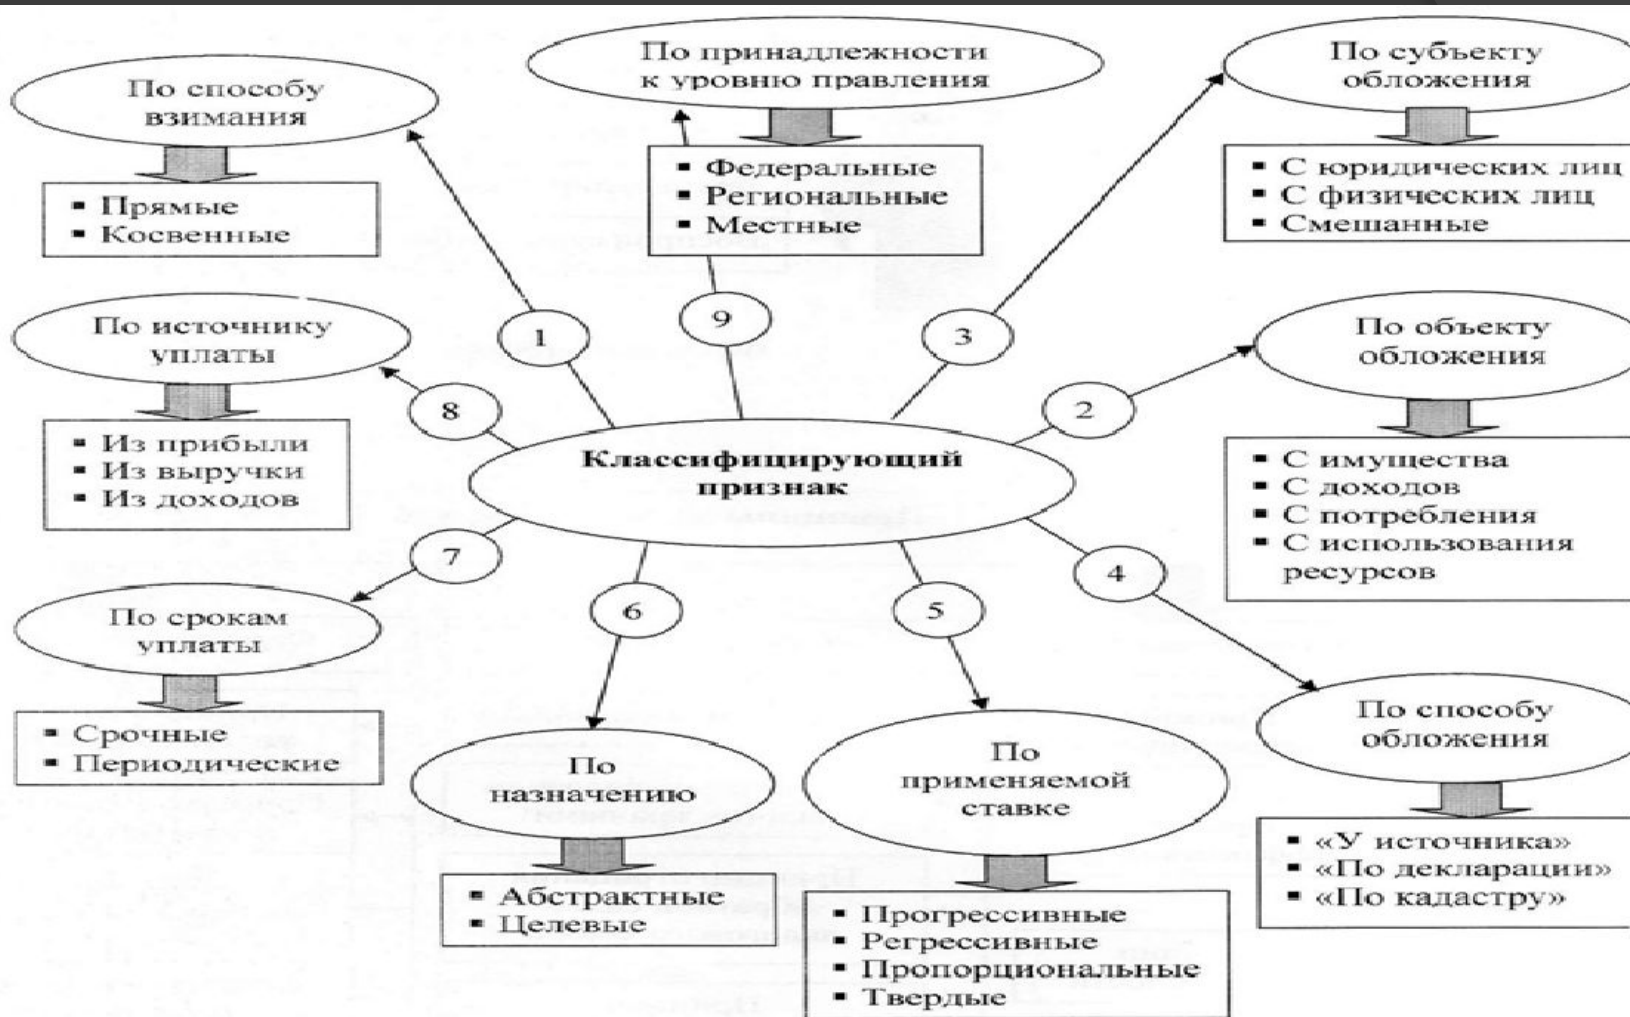 По способу
взимания
▪ Прямые
▪ Косвенные
По принадлежности
к уровню правления
▪ Федеральные
▪ Региональные
▪ Местные
По субъекту
обложения
▪ С юридических лиц
▪ С физических лиц
▪ Смешанные
По источнику
уплаты
▪ Из прибыли
▪ Из выручки
▪ Из доходов
1
9
3
По объекту
обложения
▪ С имущества
▪ С доходов
▪ С потребления
▪ С использования
ресурсов
8
2
Классифицирующий
признак
7
6
5
4
По срокам
уплаты
▪ Срочные
▪ Периодические
По
назначению
▪ Абстрактные
▪ Целевые
По
применяемой
ставке
▪ Прогрессивные
▪ Регрессивные
▪ Пропорциональные
▪ Твердые
По способу
обложения
▪ «У источника»
▪ «По декларации»
▪ «По кадастру»